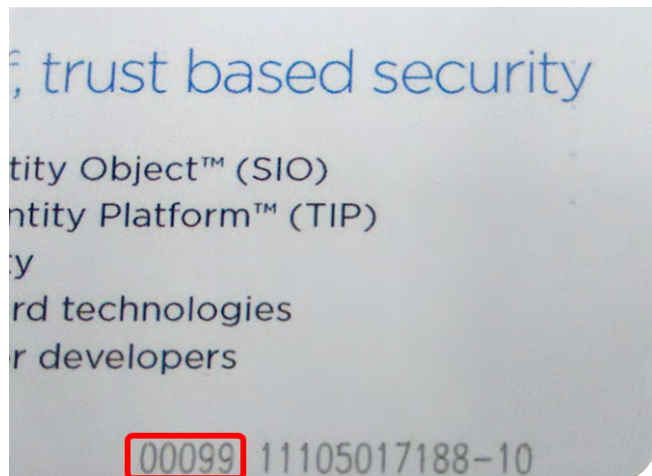 , trust based security
tity Object™ (SIO)
ntity Platform™ (TIP)
ty
rd technologies
r developers
00099 11105017188-10